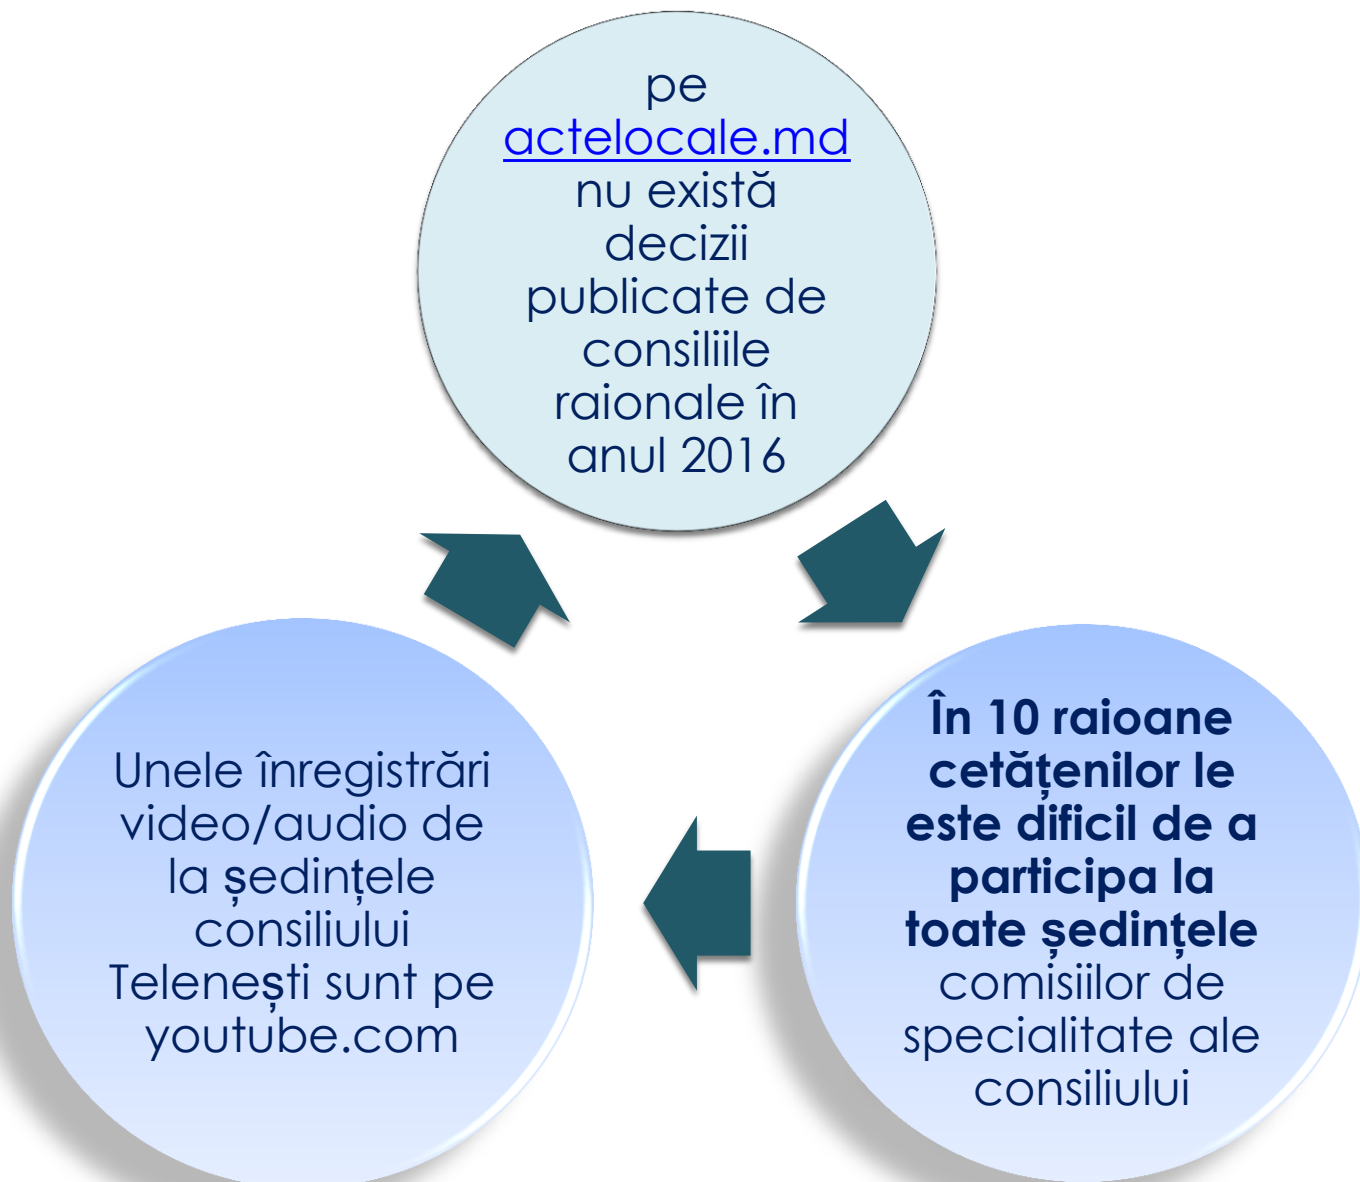 pe
actelocale.md
nu există
decizii
publicate de
consiliile
raionale în
anul 2016
În 10 raioane
cetățenilor le
este dificil de a
participa la
toate ședințele
comisiilor de
specialitate ale
consiliului
Unele înregistrări
video/audio de
la ședințele
consiliului
Telenești sunt pe
youtube.com